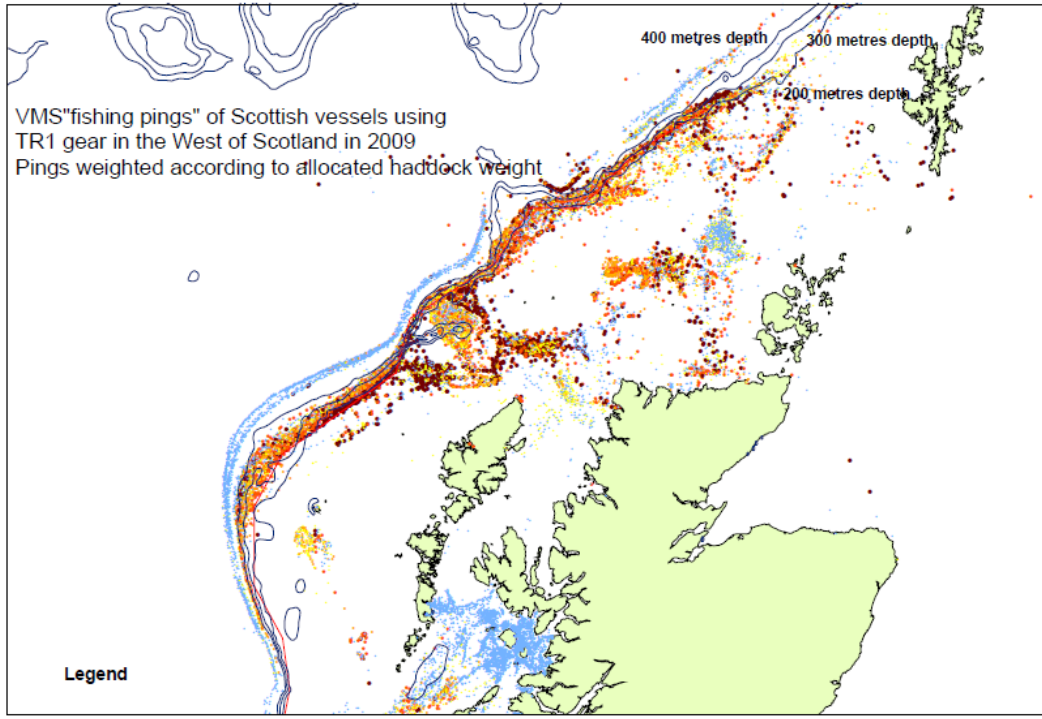 400 metres depth
300 metres depth
200 metres depth
VMS"fishing pings" of Scottish vessels using
TR1 gear in the West of Scotland in 2009
Pings weighted according to allocated haddock weight
Legend